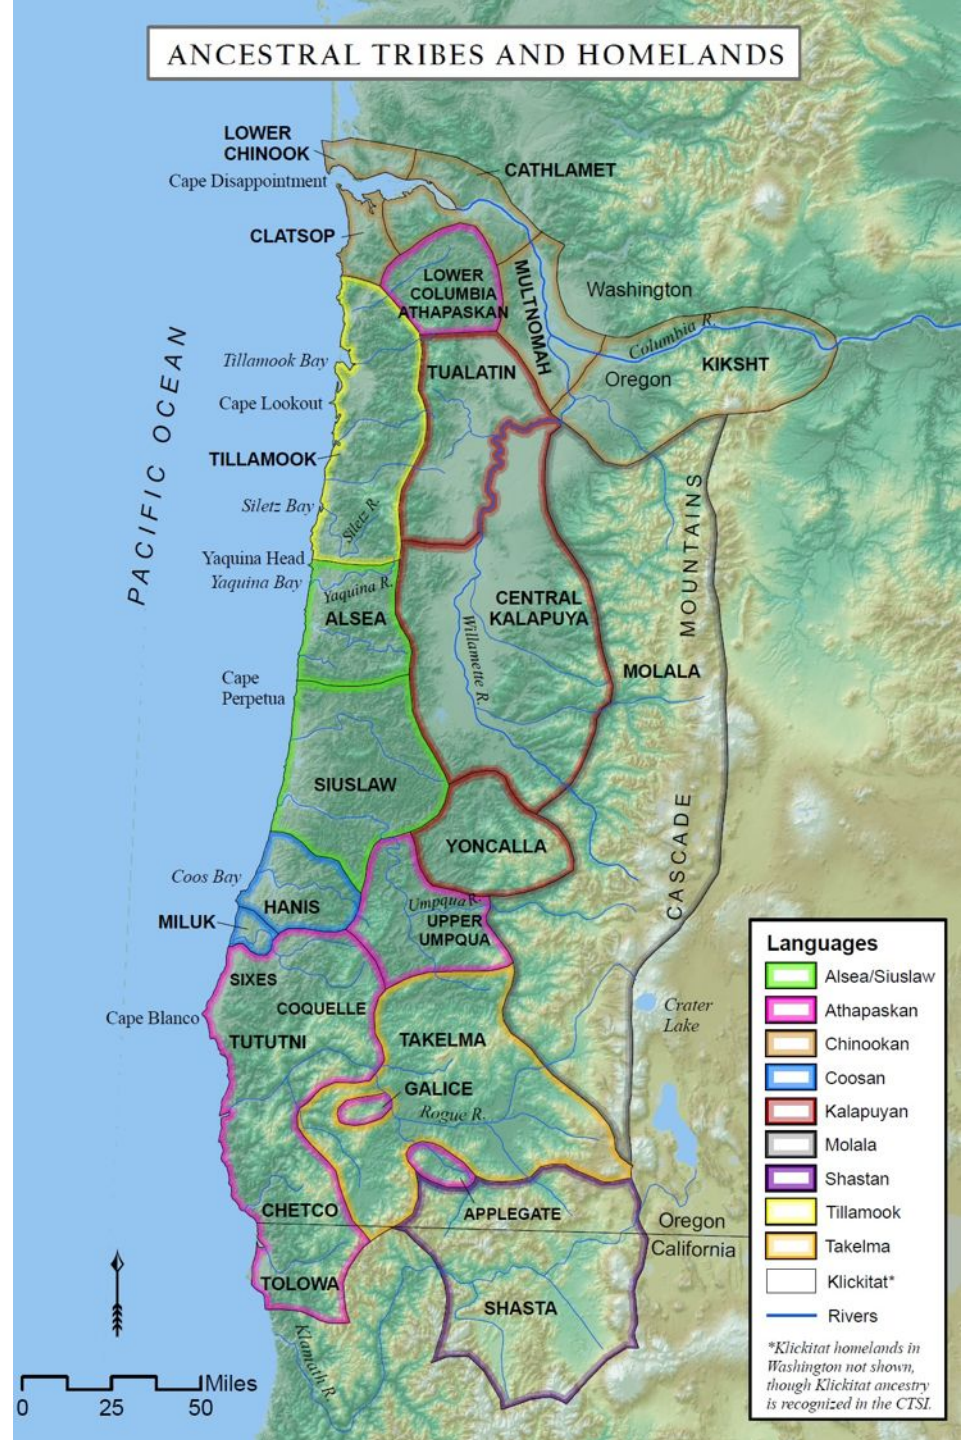 ANCESTRAL TRIBES AND HOMELANDS
LOWER
CHINOOK
CATHLAMET
Cape Disappointment
CLATSOP
LOWER
COLUMBIA
ATHAPASKAN
MULTNOMAH
Washington
Columbia R.
KIKSHT
Oregon
TUALATIN
Tillamook Bay
Cape Lookout
PACIFIC OCEAN
TILLAMOOK
Siletz Bay
Siletz R.
Yaquina Head
Yaquina Bay
Yaquina R.
ALSEA
CENTRAL
KALAPUYA
Willamette R.
MOLALA
CASCADE MOUNTAINS
Cape
Perpetua
SIUSLAW
YONCALLA
Coos Bay
HANIS
MILUK
Umpqua R.
UPPER
UMPQUA
SIXES
COQUELLE
Cape Blanco
TUTUTNI
TAKELMA
Crater
Lake
GALICE
Rogue R.
CHETCO
APPLEGATE
Oregon
California
TOLOWA
SHASTA
Klamath R.
Miles
0 25 50
Languages
Alsea/Siuslaw
Athapaskan
Chinookan
Coosan
Kalapuyan
Molala
Shastan
Tillamook
Takelma
Klickitat*
Rivers
*Klickitat homelands in
Washington not shown,
though Klickitat ancestry
is recognized in the CTSI.